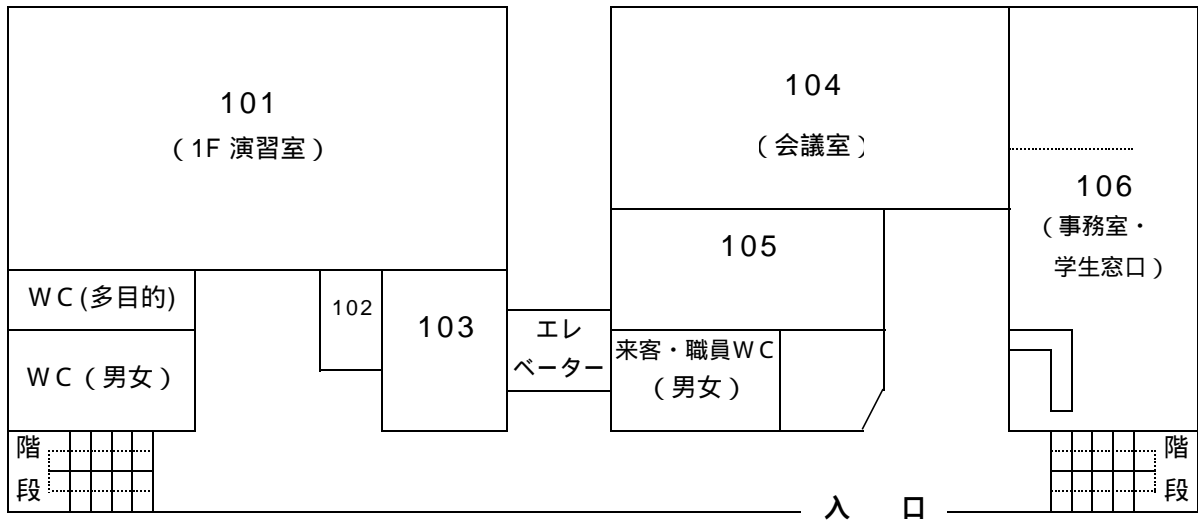 101
（1F 演習室）
104
（会議室）
106
（事務室・
学生窓口）
105
ＷＣ(多目的)
102
103
エレ
ベーター
来客・職員ＷＣ
（男女）
ＷＣ（男女）
階
段
階
段
入　口